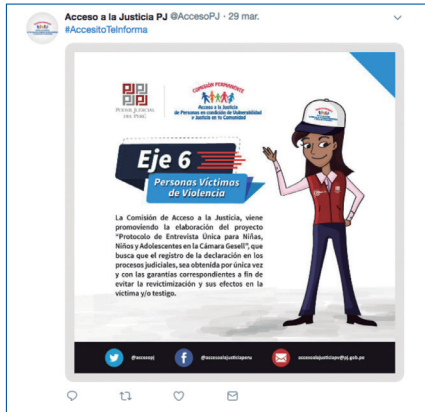 Acceso a la Justicia PJ @AccesoPJ · 29 mar.
#AccesitoTeInforma
PODER JUDICIAL
DEL PERÚ
COMISIÓN PERMANENTE
Acceso a la Justicia
de Personas en condición de Vulnerabilidad
y Justicia en tu Comunidad
Eje 6
Personas Víctimas
de Violencia
La Comisión de Acceso a la Justicia, viene
promoviendo la elaboración del proyecto
"Protocolo de Entrevista Única para Niñas,
Niños y Adolescentes en la Cámara Gesell", que
busca que el registro de la declaración en los
procesos judiciales, sea obtenida por única vez
y con las garantías correspondientes a fin de
evitar la revictimización y sus efectos en la
víctima y/o testigo.
@accesopj
@accesoalajusticiaperu
accesoalajusticiapv@pj.gob.pe